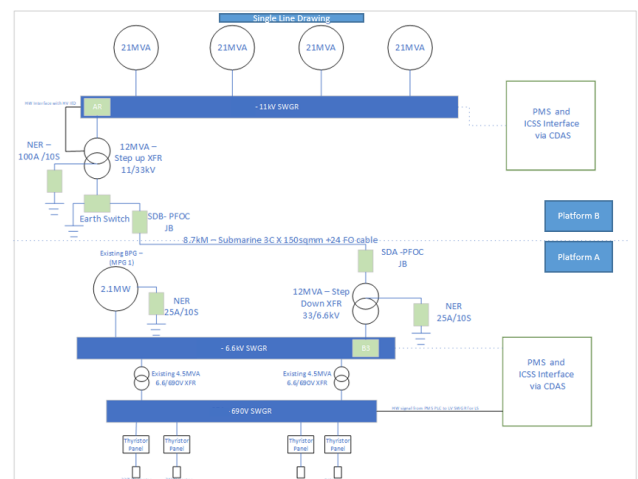 Single Line Drawing
21MVA
21MVA
21MVA
21MVA
- 11kV SWGR
PMS and
ICSS Interface
via CDAS
NER –
100A /10S
12MVA –
Step up XFR
11/33kV
Earth Switch
SDB- PFOC
JB
Platform B
8.7kM – Submarine 3C X 150sqmm +24 FO cable
Platform A
SDA -PFOC
JB
Existing BPG –
(MPG 1)
2.1MW
NER
25A/10S
12MVA – Step
Down XFR
33/6.6kV
NER
25A/10S
- 6.6kV SWGR
B3
PMS and
ICSS Interface
via CDAS
Existing 4.5MVA
6.6/690V XFR
Existing 4.5MVA
6.6/690V XFR
690V SWGR
Thyristor
Panel
Thyristor
Panel
Thyristor
Panel
Thyristor
Panel